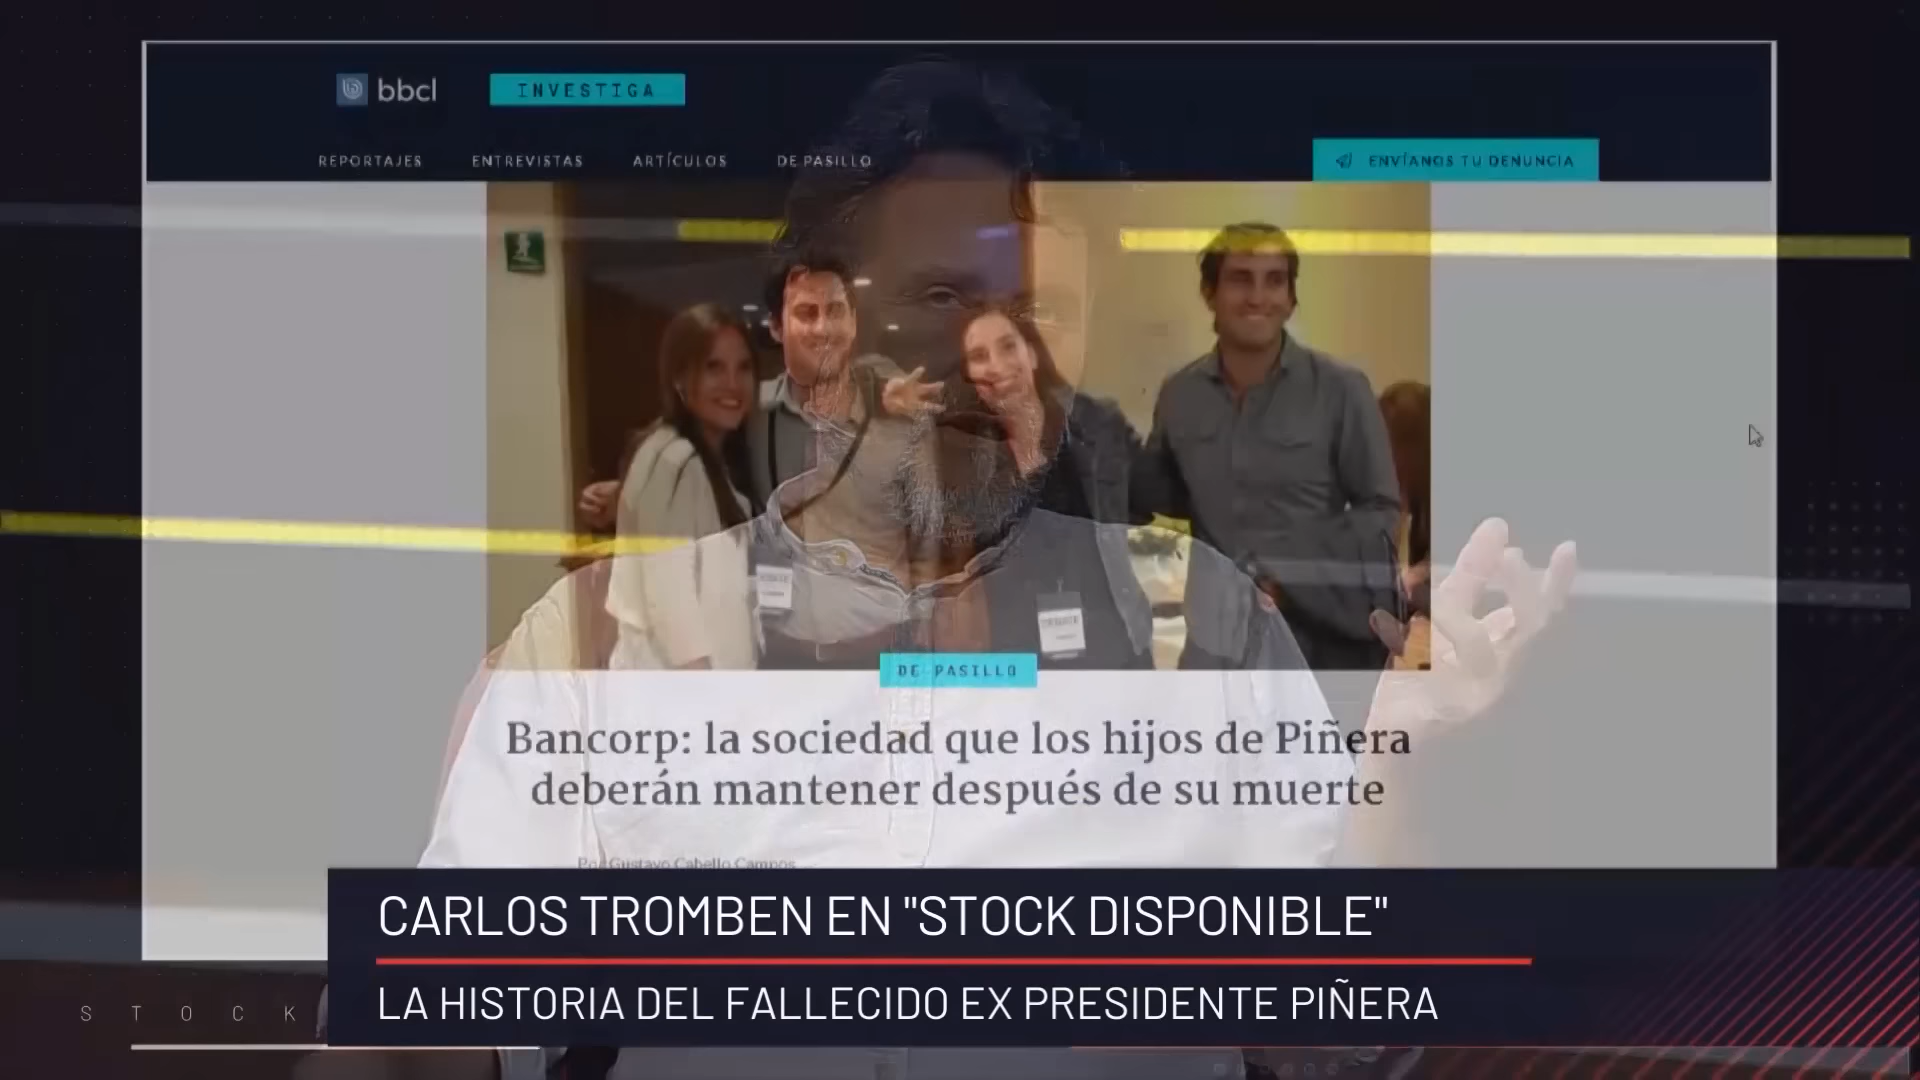 bbcl
INVESTIGA
REPORTAJES ENTREVISTAS ARTÍCULOS DE PASILLO
ENVÍANOS TU DENUNCIA
DE PASILLO
Bancorp: la sociedad que los hijos de Piñera
deberán mantener después de su muerte
Por Gustavo Cabello Campos
CARLOS TROMBEN EN "STOCK DISPONIBLE"
LA HISTORIA DEL FALLECIDO EX PRESIDENTE PIÑERA
STOCK